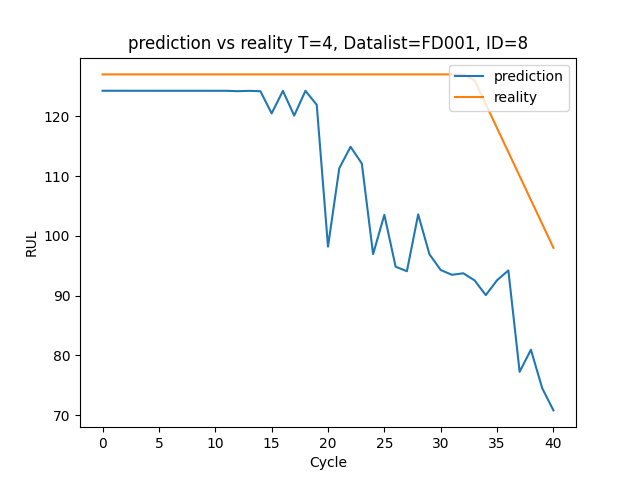 prediction vs reality T=4, Datalist=FD001, ID=8
prediction
reality
RUL
120
110
100
90
80
70
0 5 10 15 20 25 30 35 40
Cycle